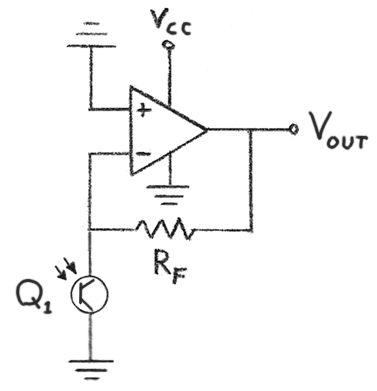 VCC
+
-
VOUT
RF
Q1